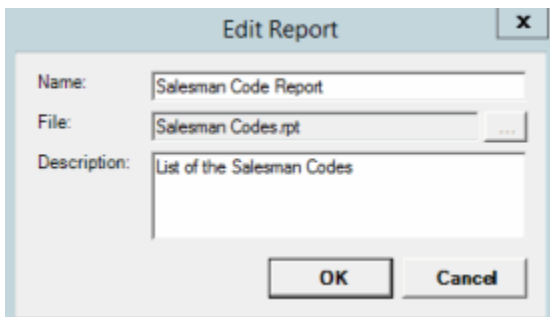 Edit Report
x
Name: Salesman Code Report
File: Salesman Codes.rpt ...
Description: List of the Salesman Codes
OK Cancel